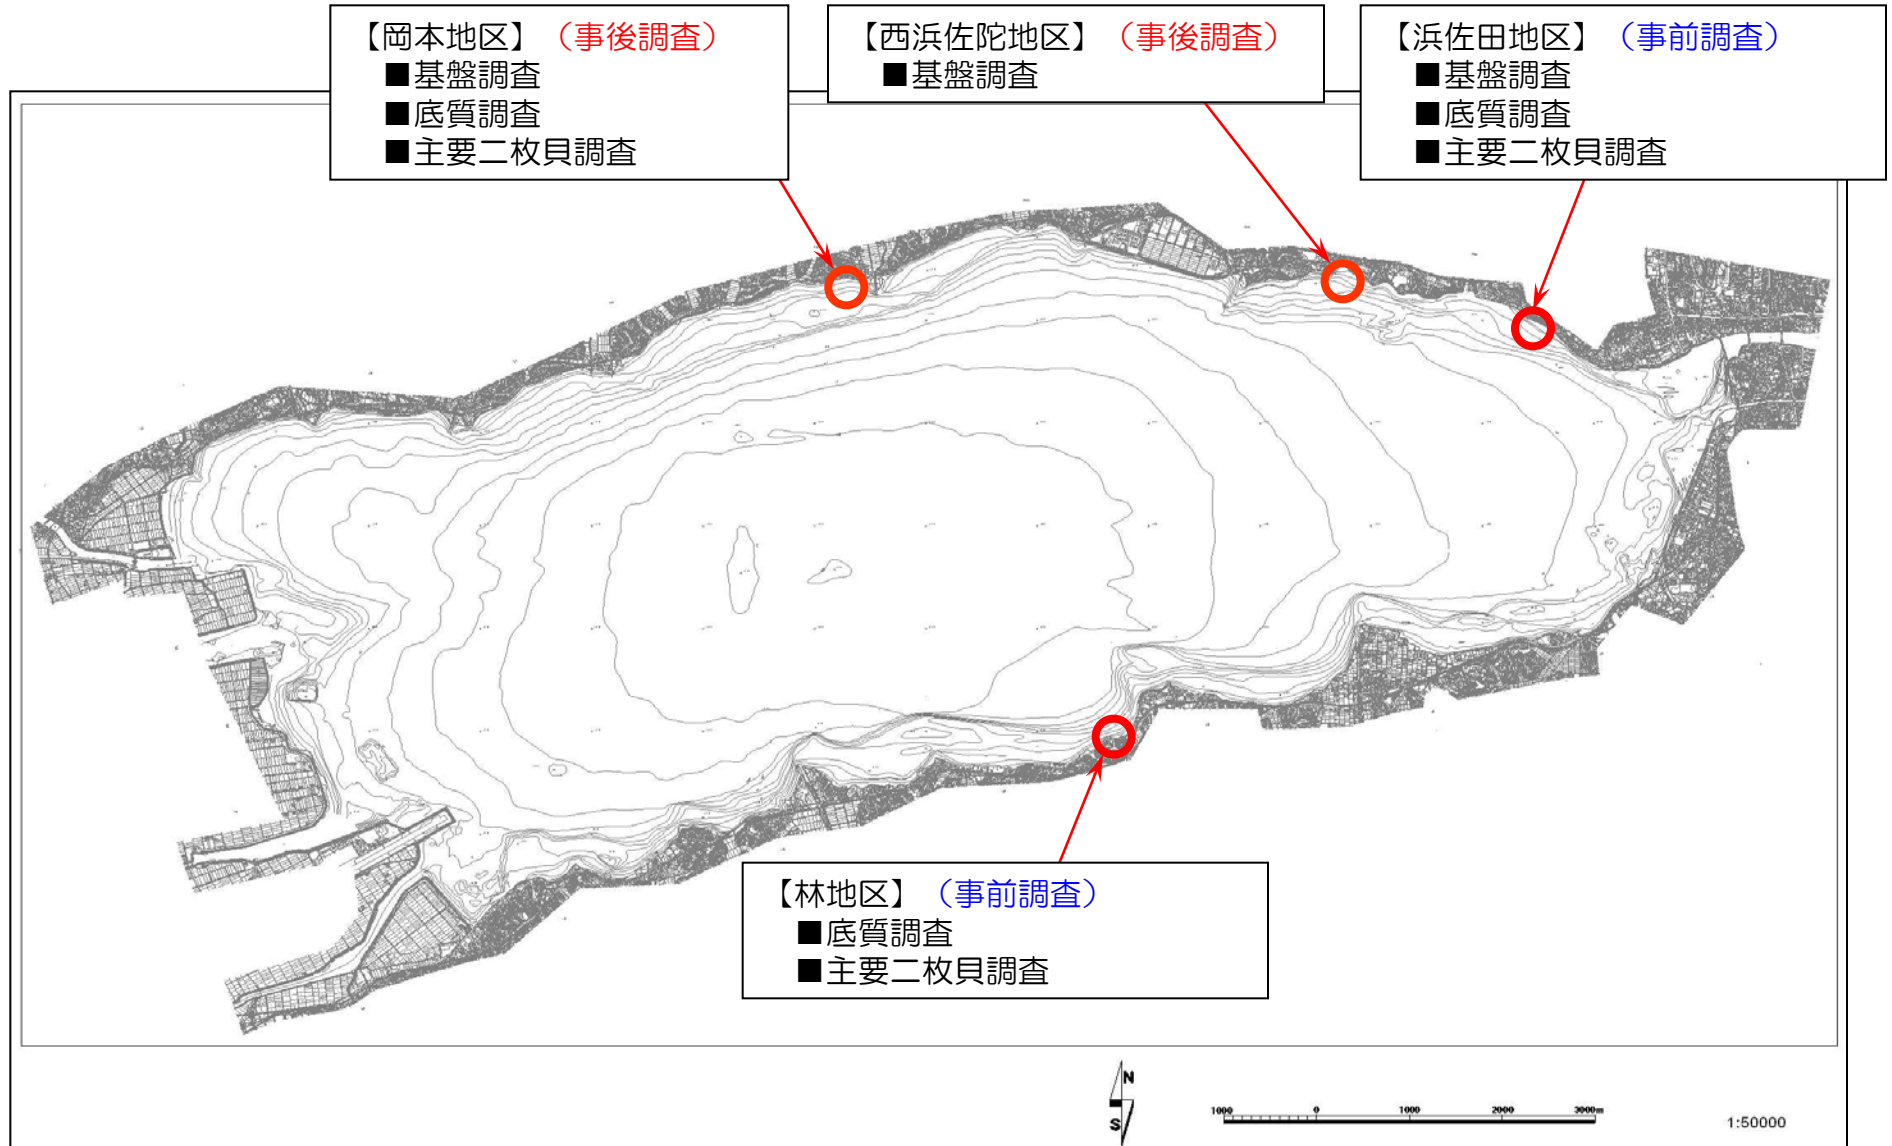 【岡本地区】（事後調査）
■基盤調査
■底質調査
■主要二枚貝調査
【西浜佐陀地区】（事後調査）
■基盤調査
【浜佐田地区】（事前調査）
■基盤調査
■底質調査
■主要二枚貝調査
【林地区】（事前調査）
■底質調査
■主要二枚貝調査
N
S
1000 0 1000 2000 3000m
1:50000